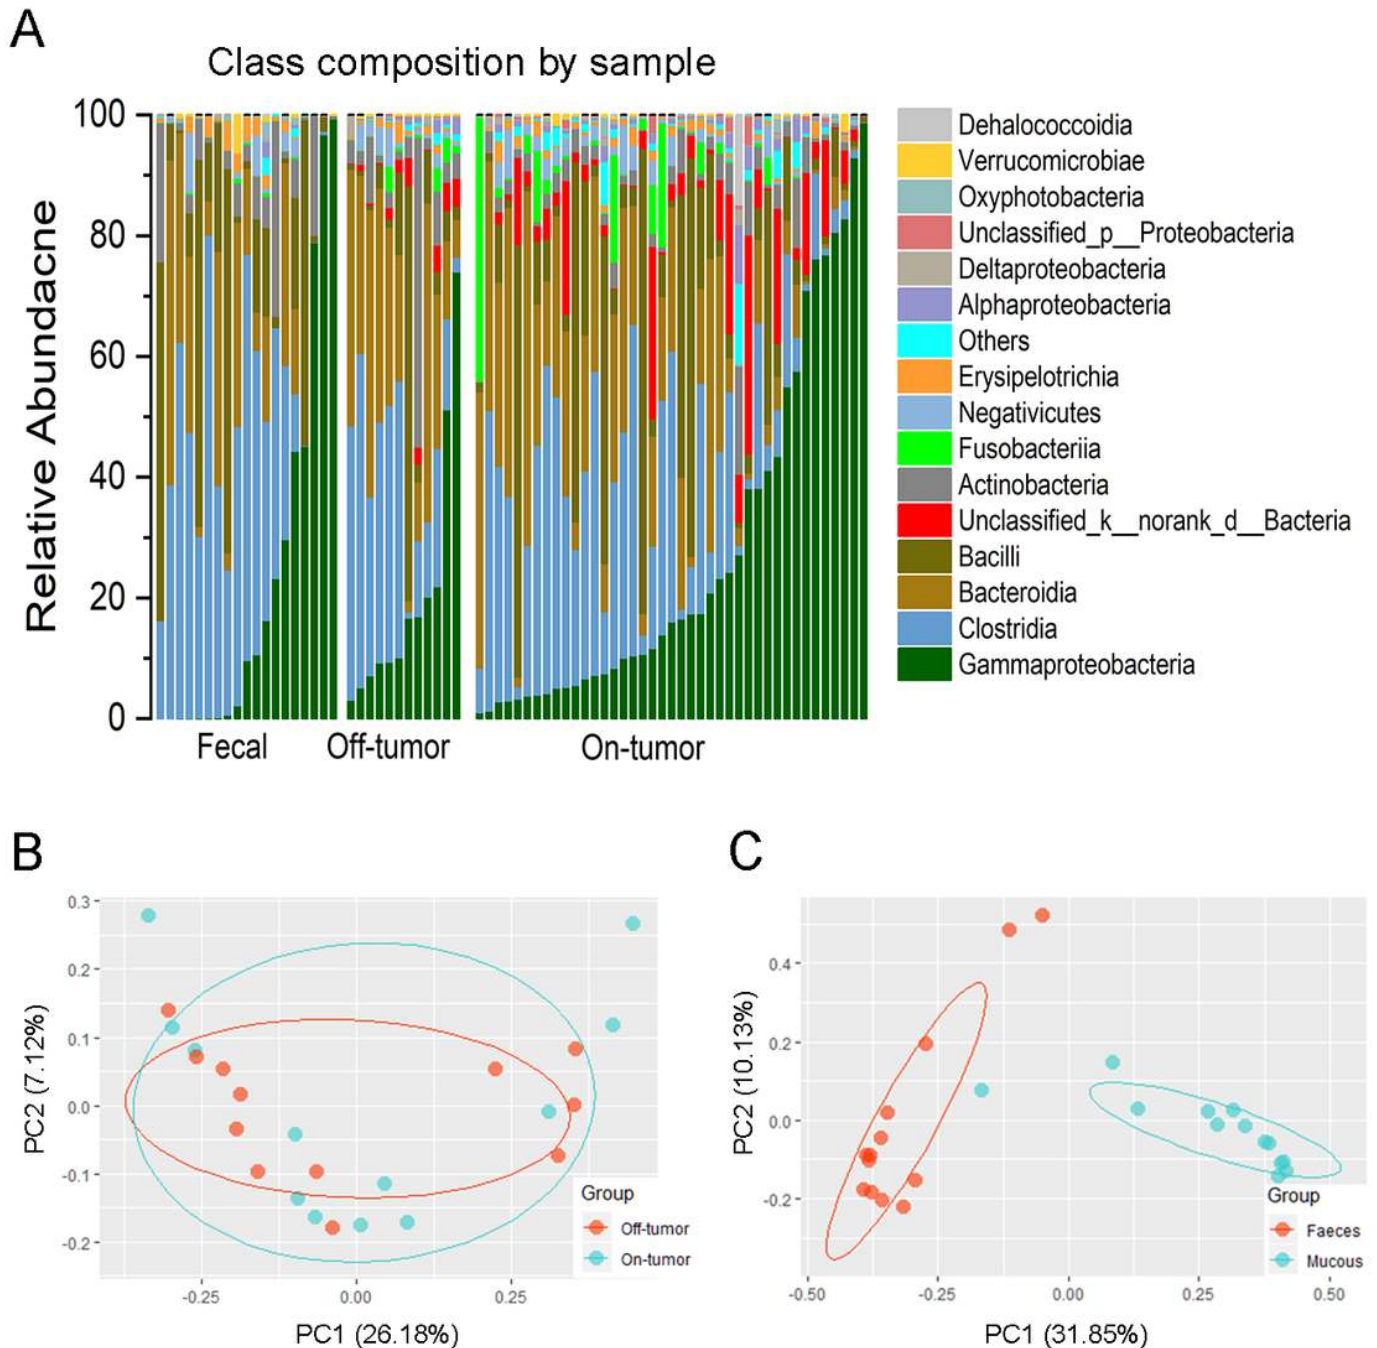 A
Class composition by sample
Relative Abundacne
100
80
60
40
20
0
Fecal
Off-tumor
On-tumor
Dehalococcoidia
Verrucomicrobiae
Oxyphotobacteria
Unclassified_p__Proteobacteria
Deltaproteobacteria
Alphaproteobacteria
Others
Erysipelotrichia
Negativicutes
Fusobacteriia
Actinobacteria
Unclassified_k__norank_d__Bacteria
Bacilli
Bacteroidia
Clostridia
Gammaproteobacteria
B
PC2 (7.12%)
0.3
0.2
0.1
0.0
-0.1
-0.2
-0.25
0.00
0.25
PC1 (26.18%)
Group
Off-tumor
On-tumor
C
PC2 (10.13%)
0.4
0.2
0.0
-0.2
-0.50
-0.25
0.00
0.25
0.50
PC1 (31.85%)
Group
Faeces
Mucous